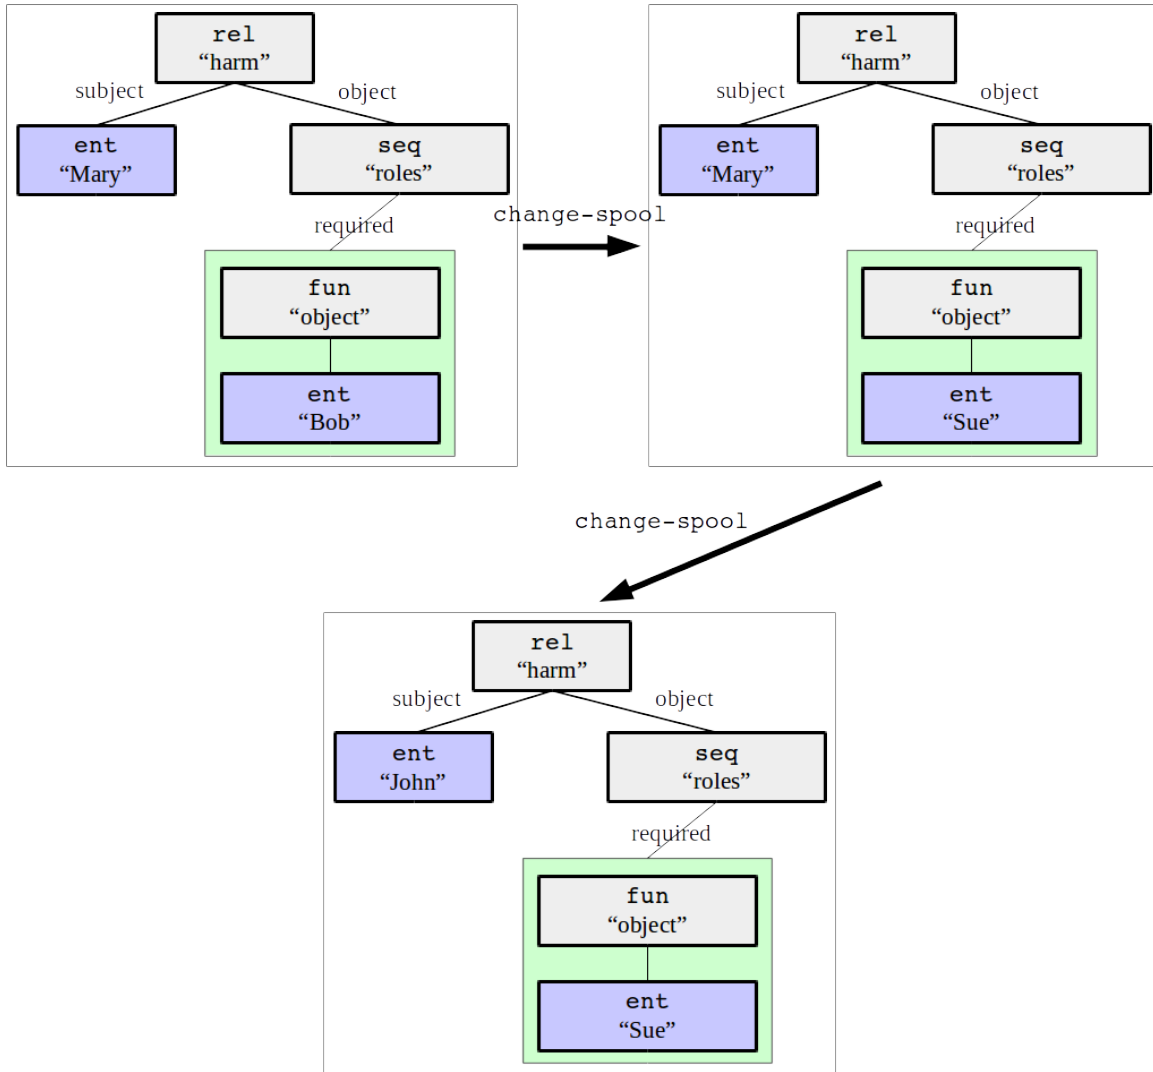 rel
“harm”
subject
object
ent
“Mary”
seq
“roles”
required
fun
“object”
ent
“Bob”
change-spool
rel
“harm”
subject
object
ent
“Mary”
seq
“roles”
required
fun
“object”
ent
“Sue”
change-spool
rel
“harm”
subject
object
ent
“John”
seq
“roles”
required
fun
“object”
ent
“Sue”